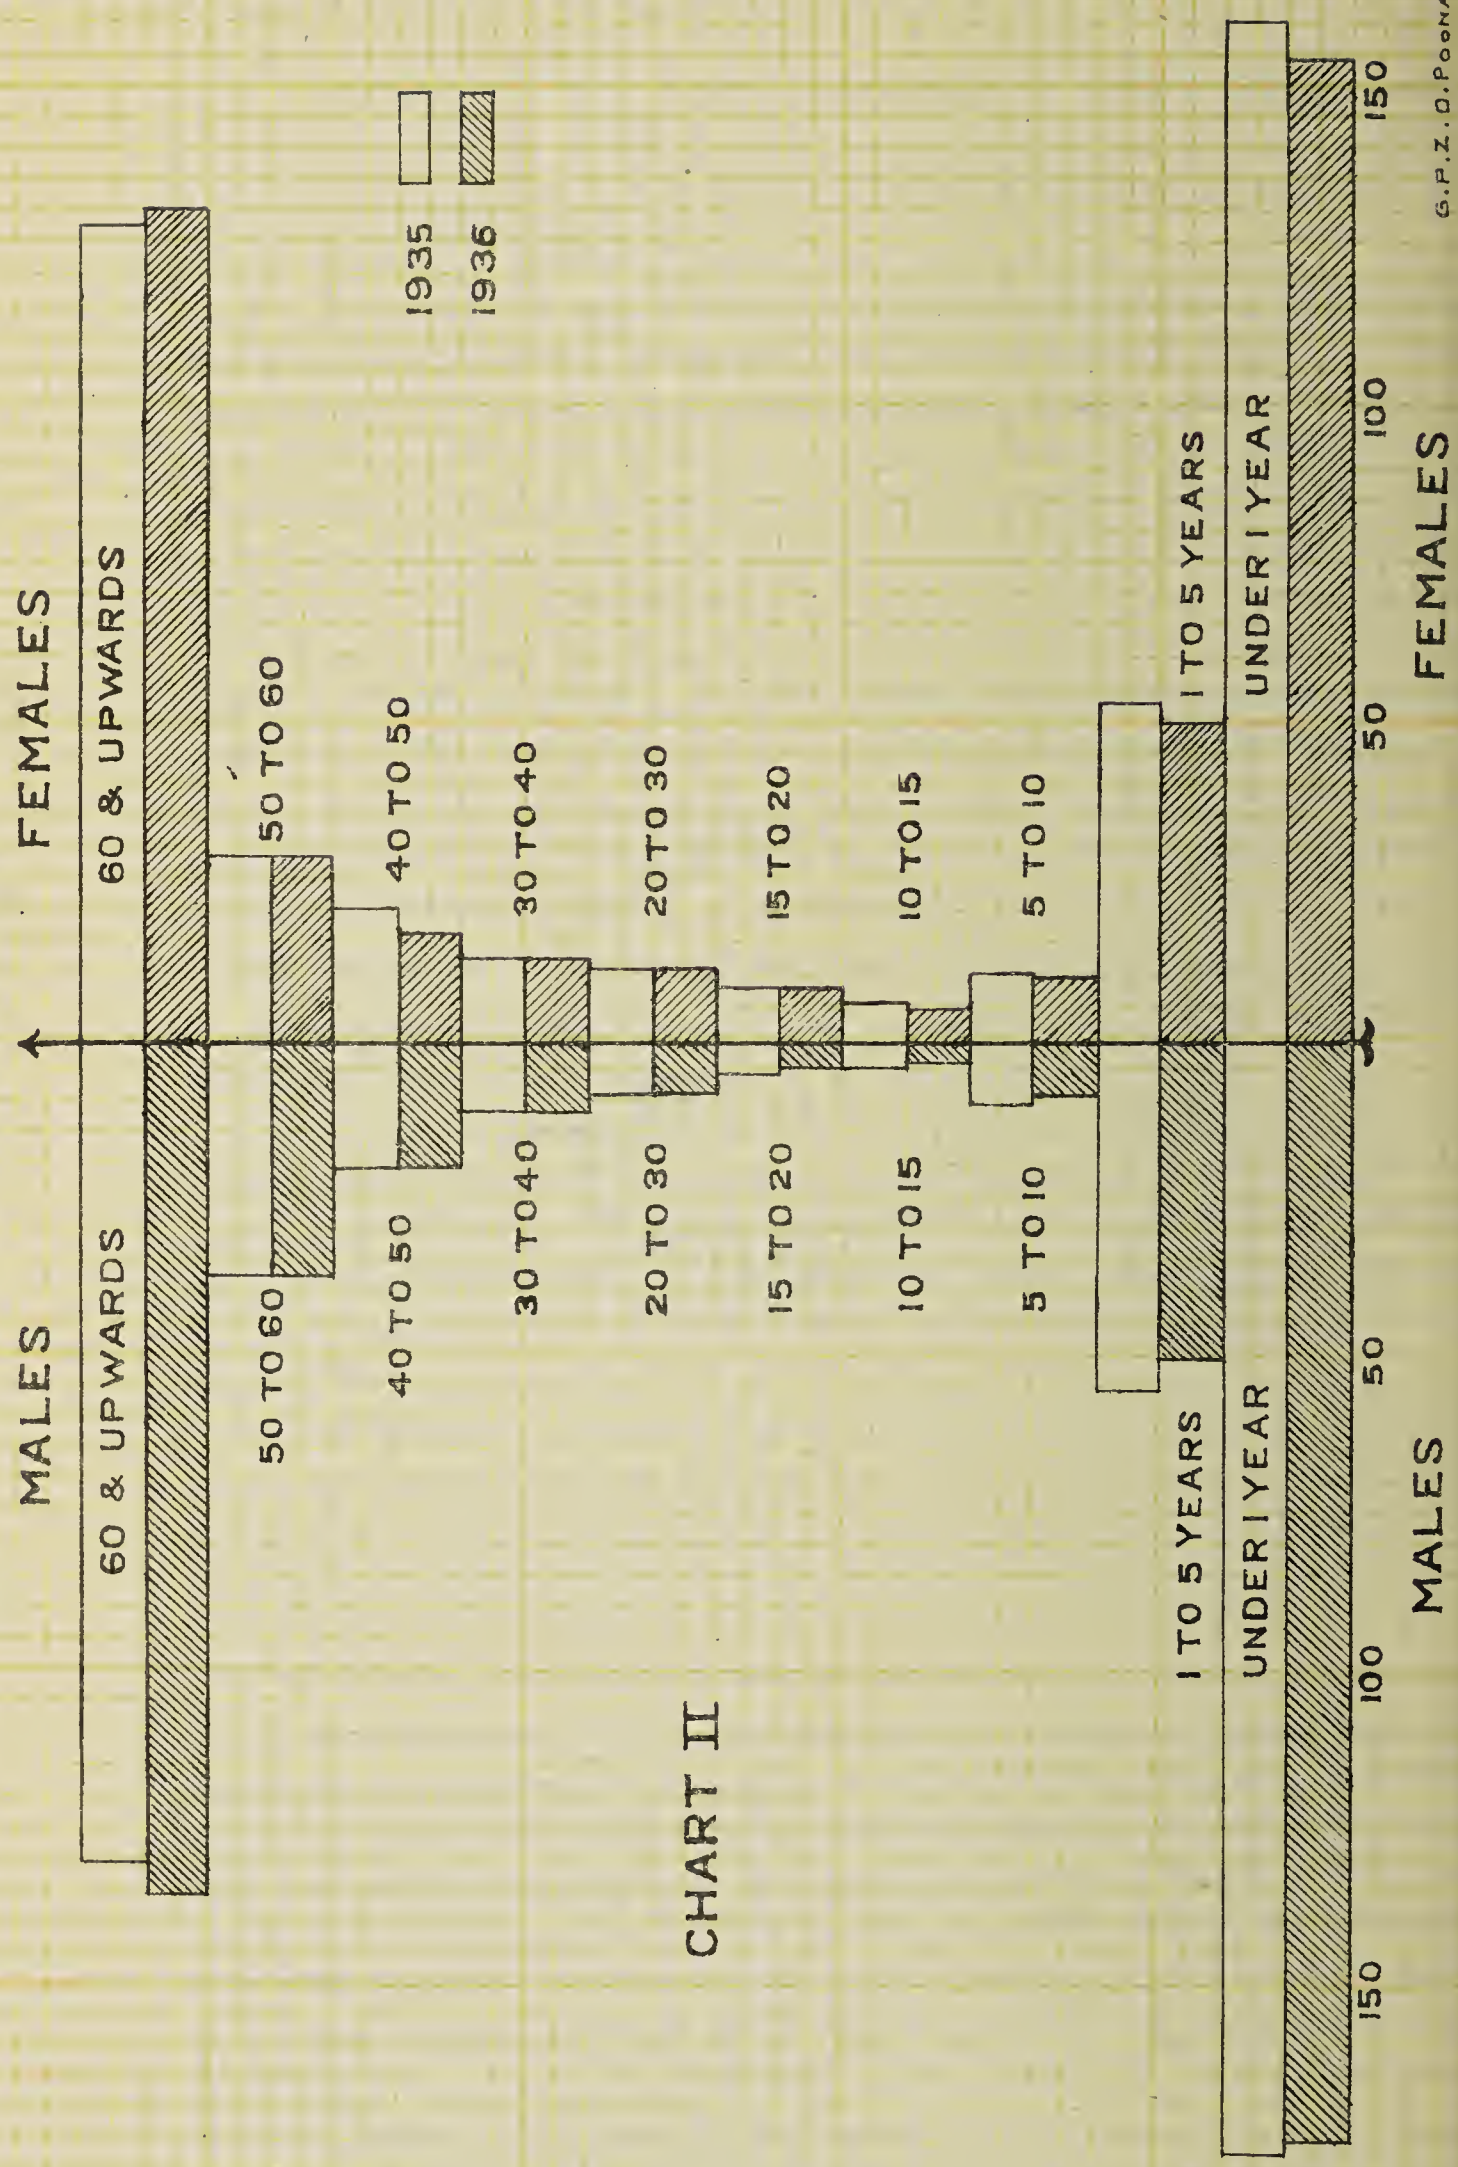 MALES FEMALES
60 & UPWARDS 60 & UPWARDS
50 TO 60 50 TO 60
1935
1936
40 TO 50 40 TO 50
30 TO 40 30 TO 40
20 TO 30 20 TO 30
CHART II
15 TO 20 15 TO 20
10 TO 15 10 TO 15
5 TO 10 5 TO 10
1 TO 5 YEARS 1 TO 5 YEARS
UNDER 1 YEAR UNDER 1 YEAR
150 100 50 50 100 150
MALES FEMALES
G.P.Z.O. POONA